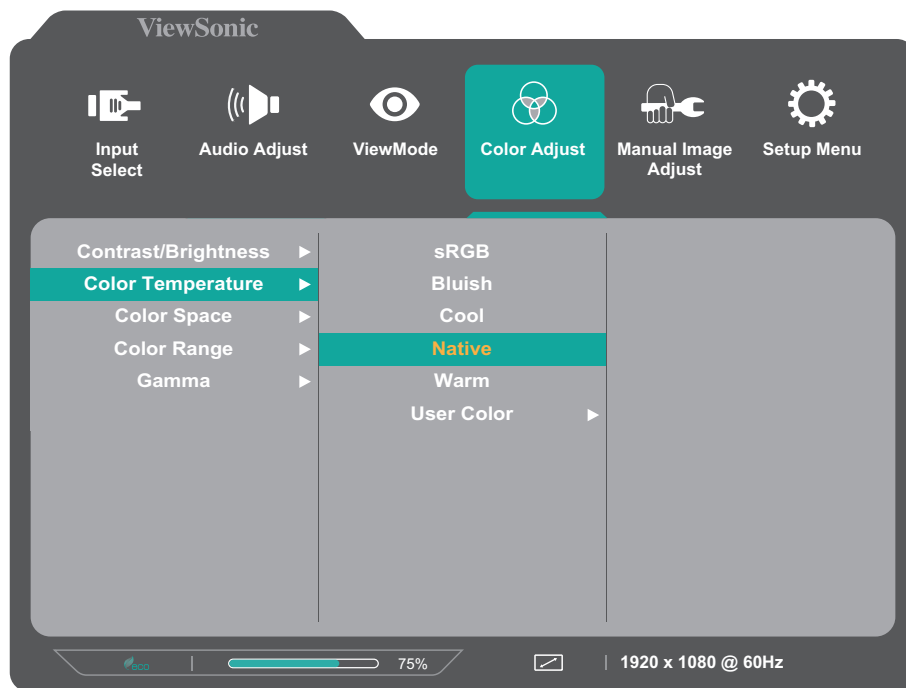 ViewSonic
Input Select
Audio Adjust
ViewMode
Color Adjust
Manual Image Adjust
Setup Menu
Contrast/Brightness
Color Temperature
Color Space
Color Range
Gamma
sRGB
Bluish
Cool
Native
Warm
User Color
eco
75%
1920 x 1080 @ 60Hz